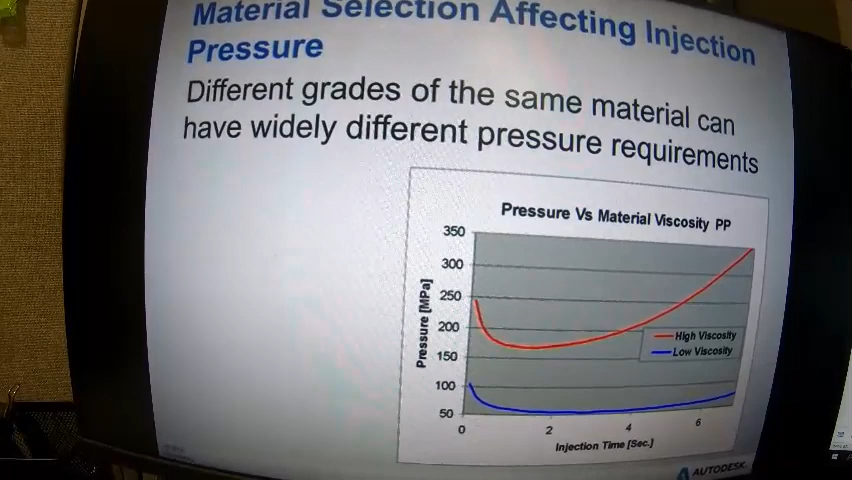 Material Selection Affecting Injection
Pressure
Different grades of the same material can
have widely different pressure requirements
Pressure Vs Material Viscosity PP
350
300
250
200
150
100
50
Pressure [MPa]
High Viscosity
Low Viscosity
0
2
4
6
Injection Time [Sec.]
AUTODESK